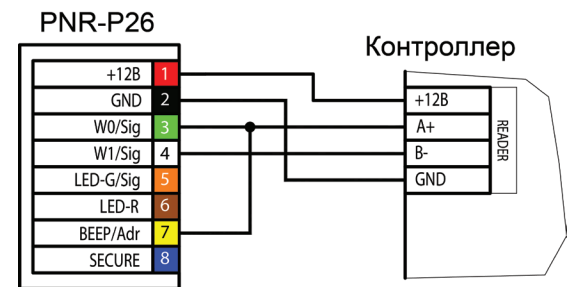 PNR-P26
Контроллер
+12В 1
GND 2
W0/Sig 3
W1/Sig 4
LED-G/Sig 5
LED-R 6
BEEP/Adr 7
SECURE 8
+12В
A+
B-
GND
READER